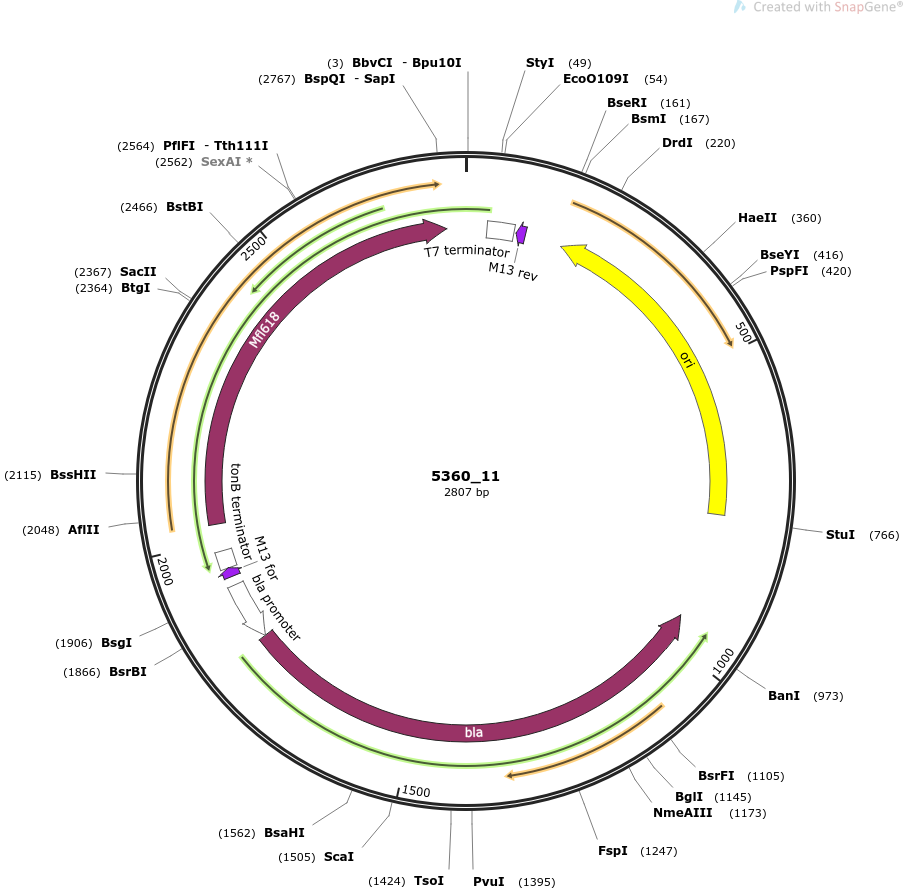 Created with SnapGene®
(3) BbvCI - Bpu10I
(2767) BspQI - SapI
StyI (49)
EcoO109I (54)
BseRI (161)
BsmI (167)
DrdI (220)
(2564) PflFI - Tth111I
(2562) SexAI *
(2466) BstBI
HaeII (360)
BseYI (416)
PspFI (420)
(2367) SacII
(2364) BtgI
2500
T7 terminator
M13 rev
Mfl618
ori
500
(2115) BssHII
5360_11
2807 bp
(2048) AflII
StuI (766)
tonB terminator
M13 for
bla promoter
2000
(1906) BsgI
(1866) BsrBI
1000
BanI (973)
bla
BsrFI (1105)
BglI (1145)
NmeAIII (1173)
1500
(1562) BsaHI
(1505) ScaI
FspI (1247)
(1424) TsoI
PvuI (1395)